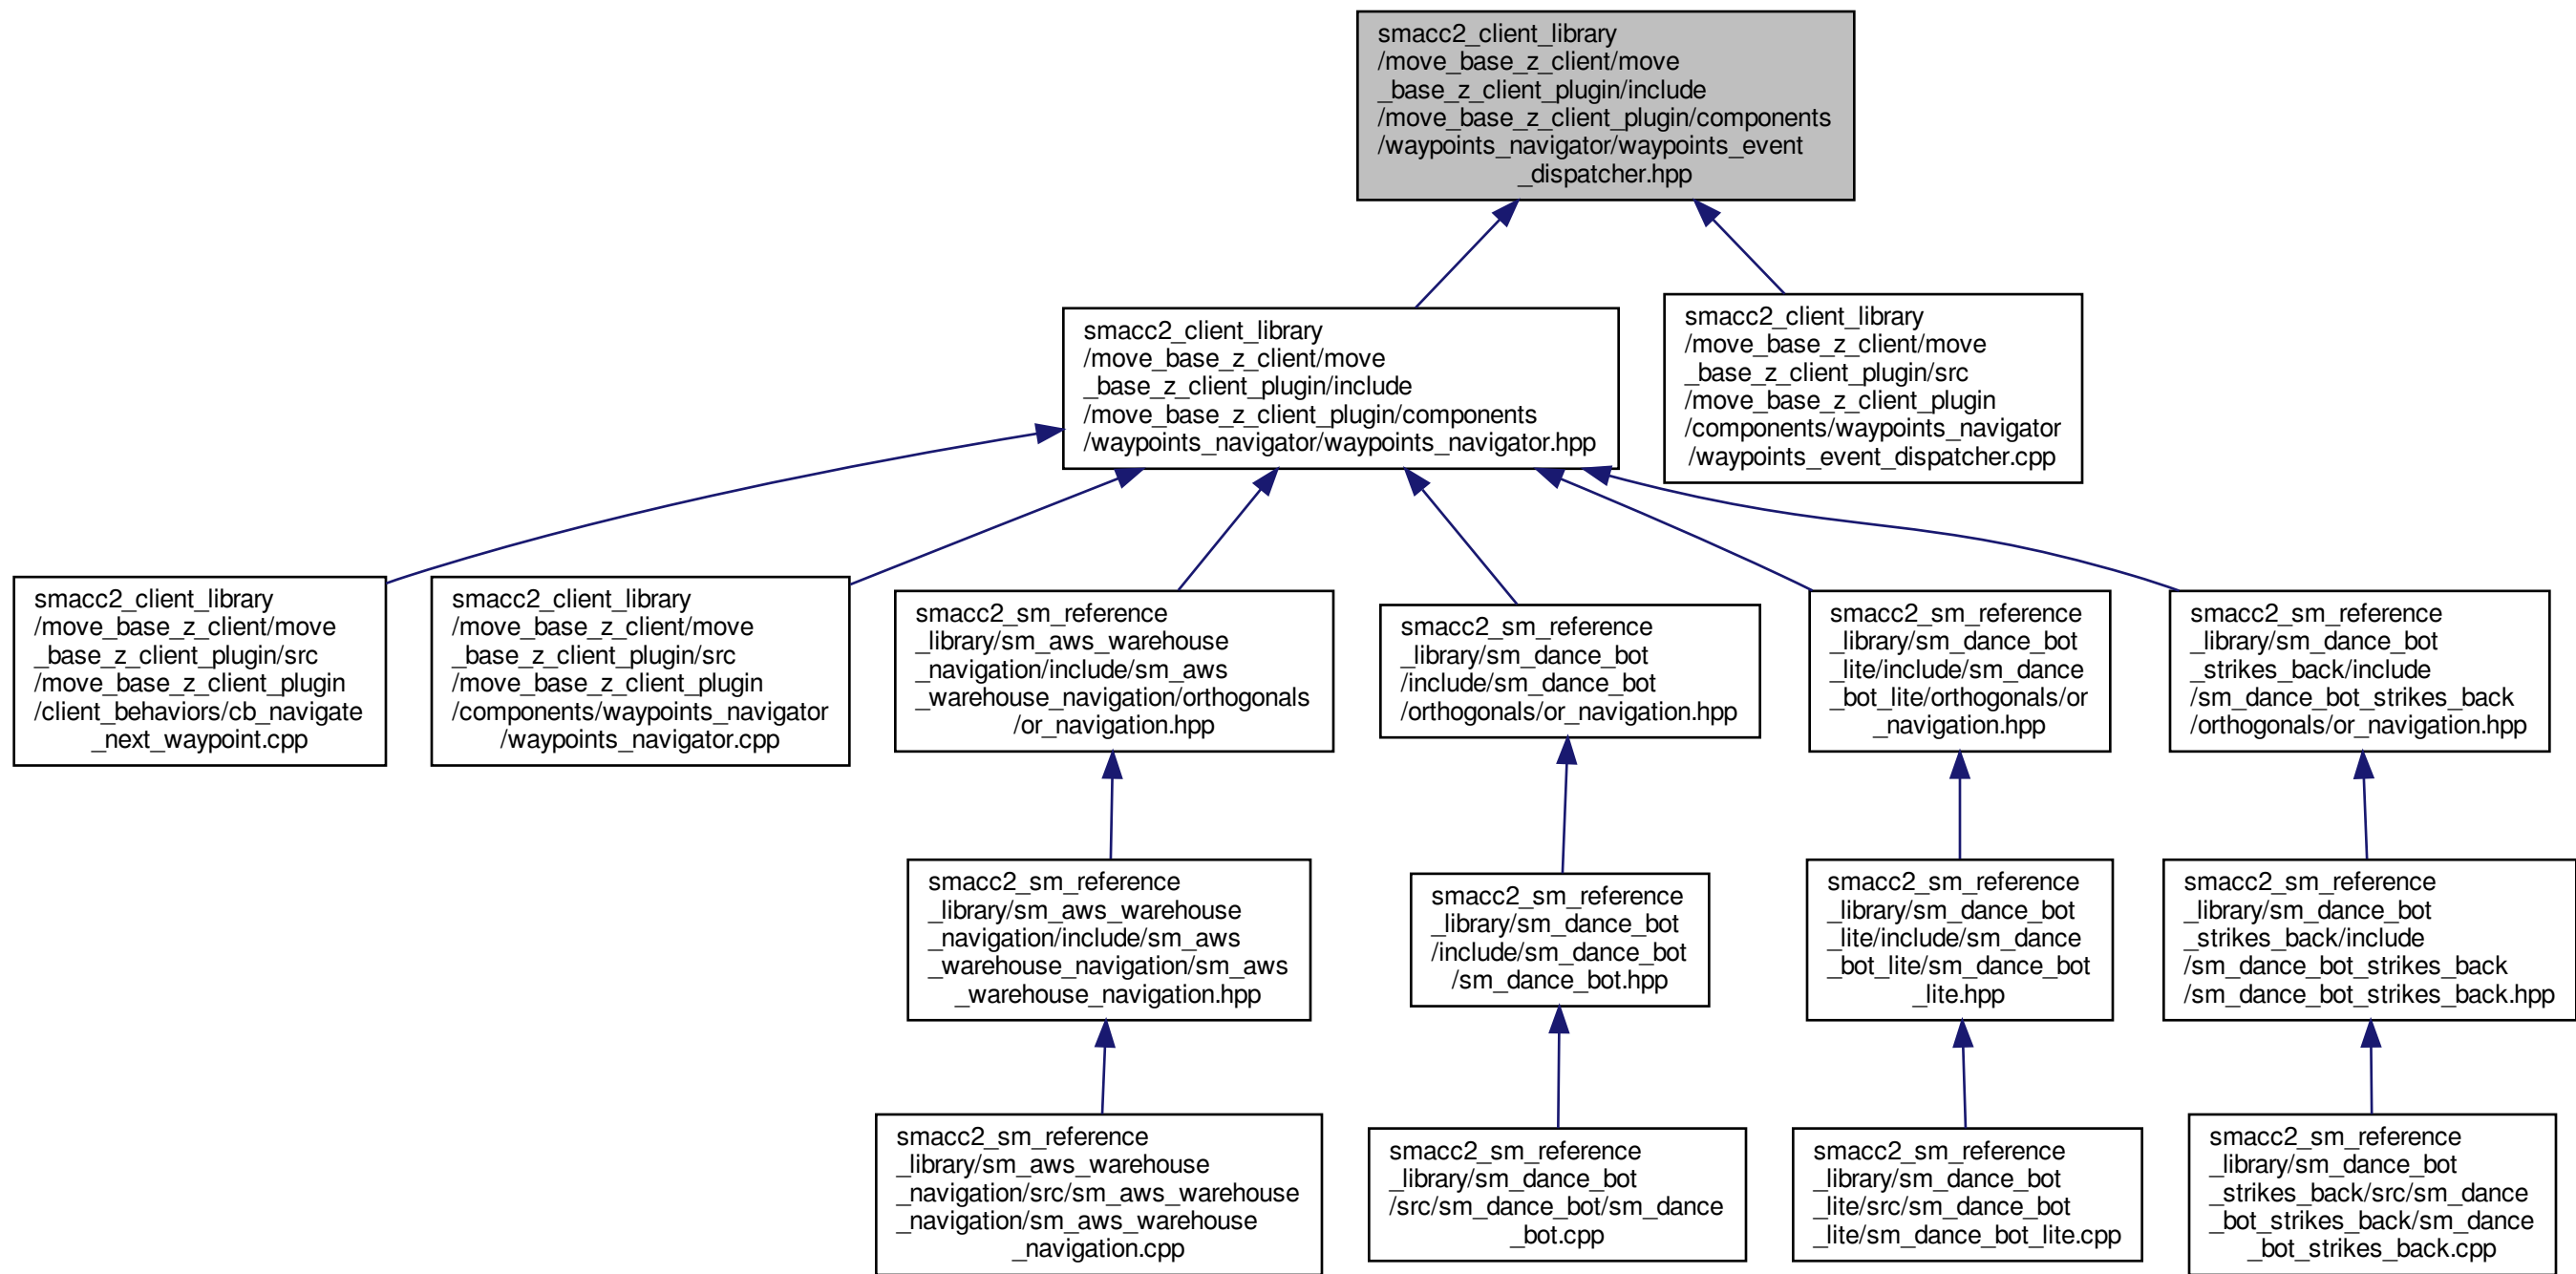 smacc2_client_library
/move_base_z_client/move
_base_z_client_plugin/include
/move_base_z_client_plugin/components
/waypoints_navigator/waypoints_event
_dispatcher.hpp
smacc2_client_library
/move_base_z_client/move
_base_z_client_plugin/include
/move_base_z_client_plugin/components
/waypoints_navigator/waypoints_navigator.hpp
smacc2_client_library
/move_base_z_client/move
_base_z_client_plugin/src
/move_base_z_client_plugin
/components/waypoints_navigator
/waypoints_event_dispatcher.cpp
smacc2_client_library
/move_base_z_client/move
_base_z_client_plugin/src
/move_base_z_client_plugin
/client_behaviors/cb_navigate
_next_waypoint.cpp
smacc2_client_library
/move_base_z_client/move
_base_z_client_plugin/src
/move_base_z_client_plugin
/components/waypoints_navigator
/waypoints_navigator.cpp
smacc2_sm_reference
_library/sm_aws_warehouse
_navigation/include/sm_aws
_warehouse_navigation/orthogonals
/or_navigation.hpp
smacc2_sm_reference
_library/sm_dance_bot
/include/sm_dance_bot
/orthogonals/or_navigation.hpp
smacc2_sm_reference
_library/sm_dance_bot
_lite/include/sm_dance
_bot_lite/orthogonals/or
_navigation.hpp
smacc2_sm_reference
_library/sm_dance_bot
_strikes_back/include
/sm_dance_bot_strikes_back
/orthogonals/or_navigation.hpp
smacc2_sm_reference
_library/sm_aws_warehouse
_navigation/include/sm_aws
_warehouse_navigation/sm_aws
_warehouse_navigation.hpp
smacc2_sm_reference
_library/sm_dance_bot
/include/sm_dance_bot
/sm_dance_bot.hpp
smacc2_sm_reference
_library/sm_dance_bot
_lite/include/sm_dance
_bot_lite/sm_dance_bot
_lite.hpp
smacc2_sm_reference
_library/sm_dance_bot
_strikes_back/include
/sm_dance_bot_strikes_back
/sm_dance_bot_strikes_back.hpp
smacc2_sm_reference
_library/sm_aws_warehouse
_navigation/src/sm_aws_warehouse
_navigation/sm_aws_warehouse
_navigation.cpp
smacc2_sm_reference
_library/sm_dance_bot
/src/sm_dance_bot/sm_dance
_bot.cpp
smacc2_sm_reference
_library/sm_dance_bot
_lite/src/sm_dance_bot
_lite/sm_dance_bot_lite.cpp
smacc2_sm_reference
_library/sm_dance_bot
_strikes_back/src/sm_dance
_bot_strikes_back/sm_dance
_bot_strikes_back.cpp